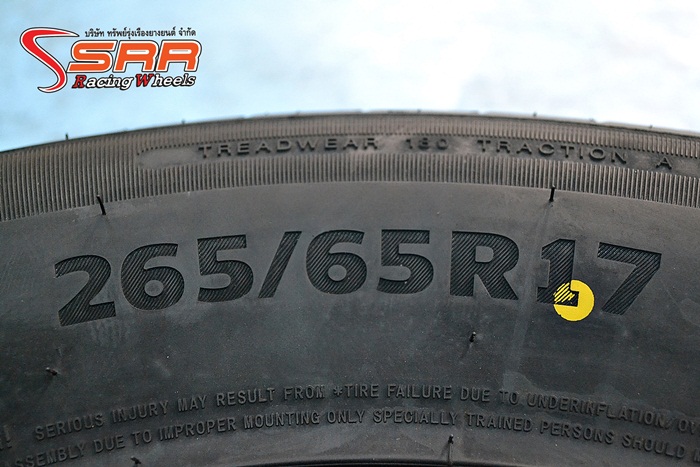 บริษัท ทรัพย์รุ่งเรืองยางยนต์ จำกัด
SSRR
Racing Wheels
TREADWEAR 180 TRACTION A
265/65R17
SERIOUS INJURY MAY RESULT FROM *TIRE FAILURE DUE TO UNDERINFLATION/OV
SEMBLY DUE TO IMPROPER MOUNTING ONLY SPECIALLY TRAINED PERSONS SHOULD